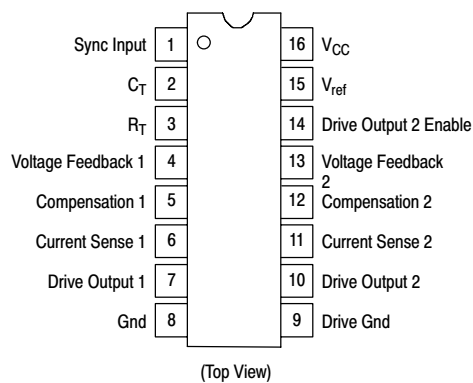 Sync Input 1 16 VCC
CT 2 15 Vref
RT 3 14 Drive Output 2 Enable
Voltage Feedback 1 4 13 Voltage Feedback
2
Compensation 1 5 12 Compensation 2
Current Sense 1 6 11 Current Sense 2
Drive Output 1 7 10 Drive Output 2
Gnd 8 9 Drive Gnd
(Top View)